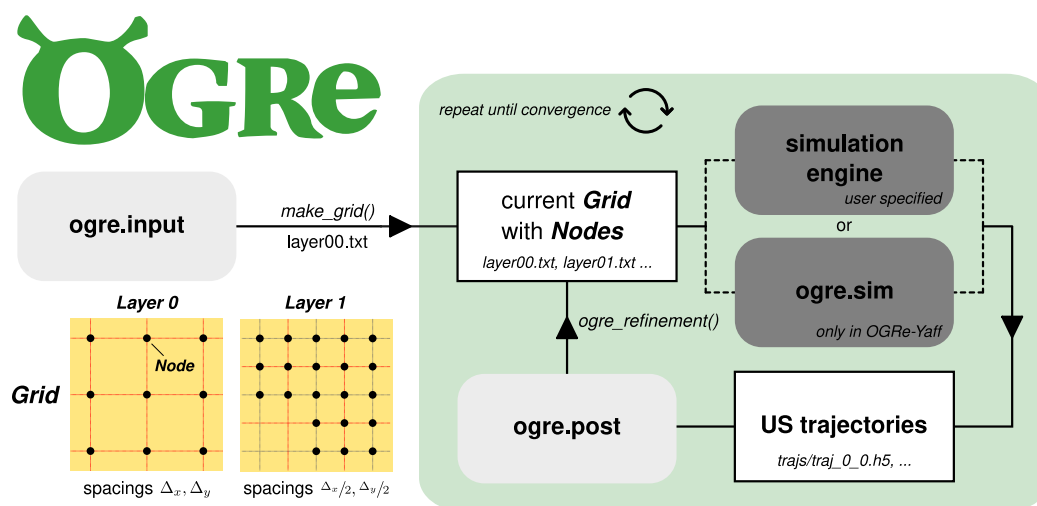 OGRe
repeat until convergence
simulation
engine
user specified
ogre.input
make_grid()
layer00.txt
current Grid
with Nodes
layer00.txt, layer01.txt ...
or
ogre.sim
only in OGRe-Yaff
ogre_refinement()
Layer 0
Layer 1
Node
Grid
spacings Δx, Δy
spacings Δx/2, Δy/2
ogre.post
US trajectories
trajs/traj_0_0.h5, ...